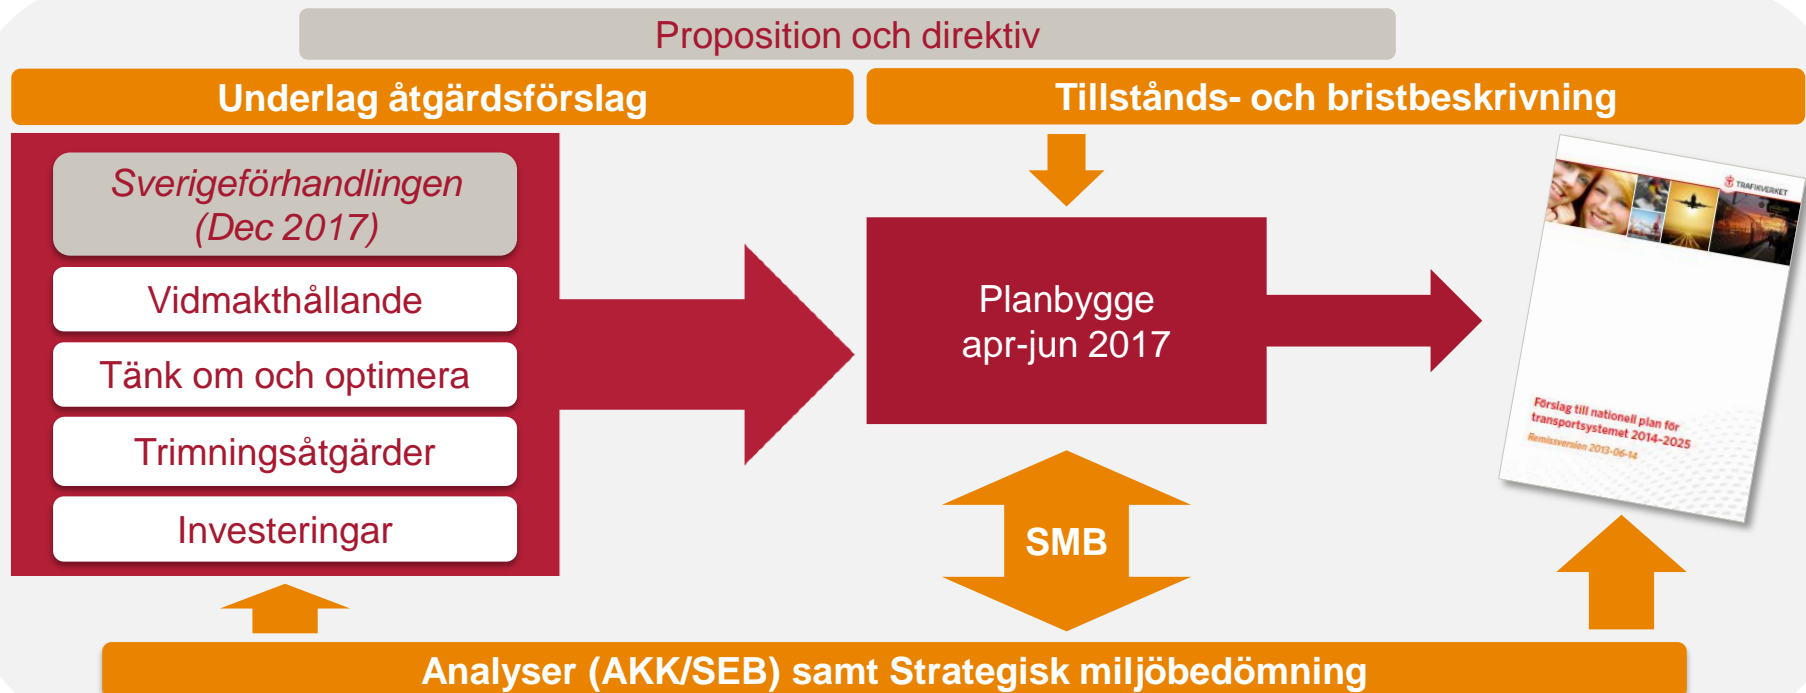 Proposition och direktiv
Underlag åtgärdsförslag
Tillstånds- och bristbeskrivning
Sverigeförhandlingen
(Dec 2017)
Vidmakthållande
Tänk om och optimera
Trimningsåtgärder
Investeringar
Planbygge
apr-jun 2017
SMB
TRAFIKVERKET
Förslag till nationell plan för
transportsystemet 2014–2025
Remissversion 2013-06-14
Analyser (AKK/SEB) samt Strategisk miljöbedömning